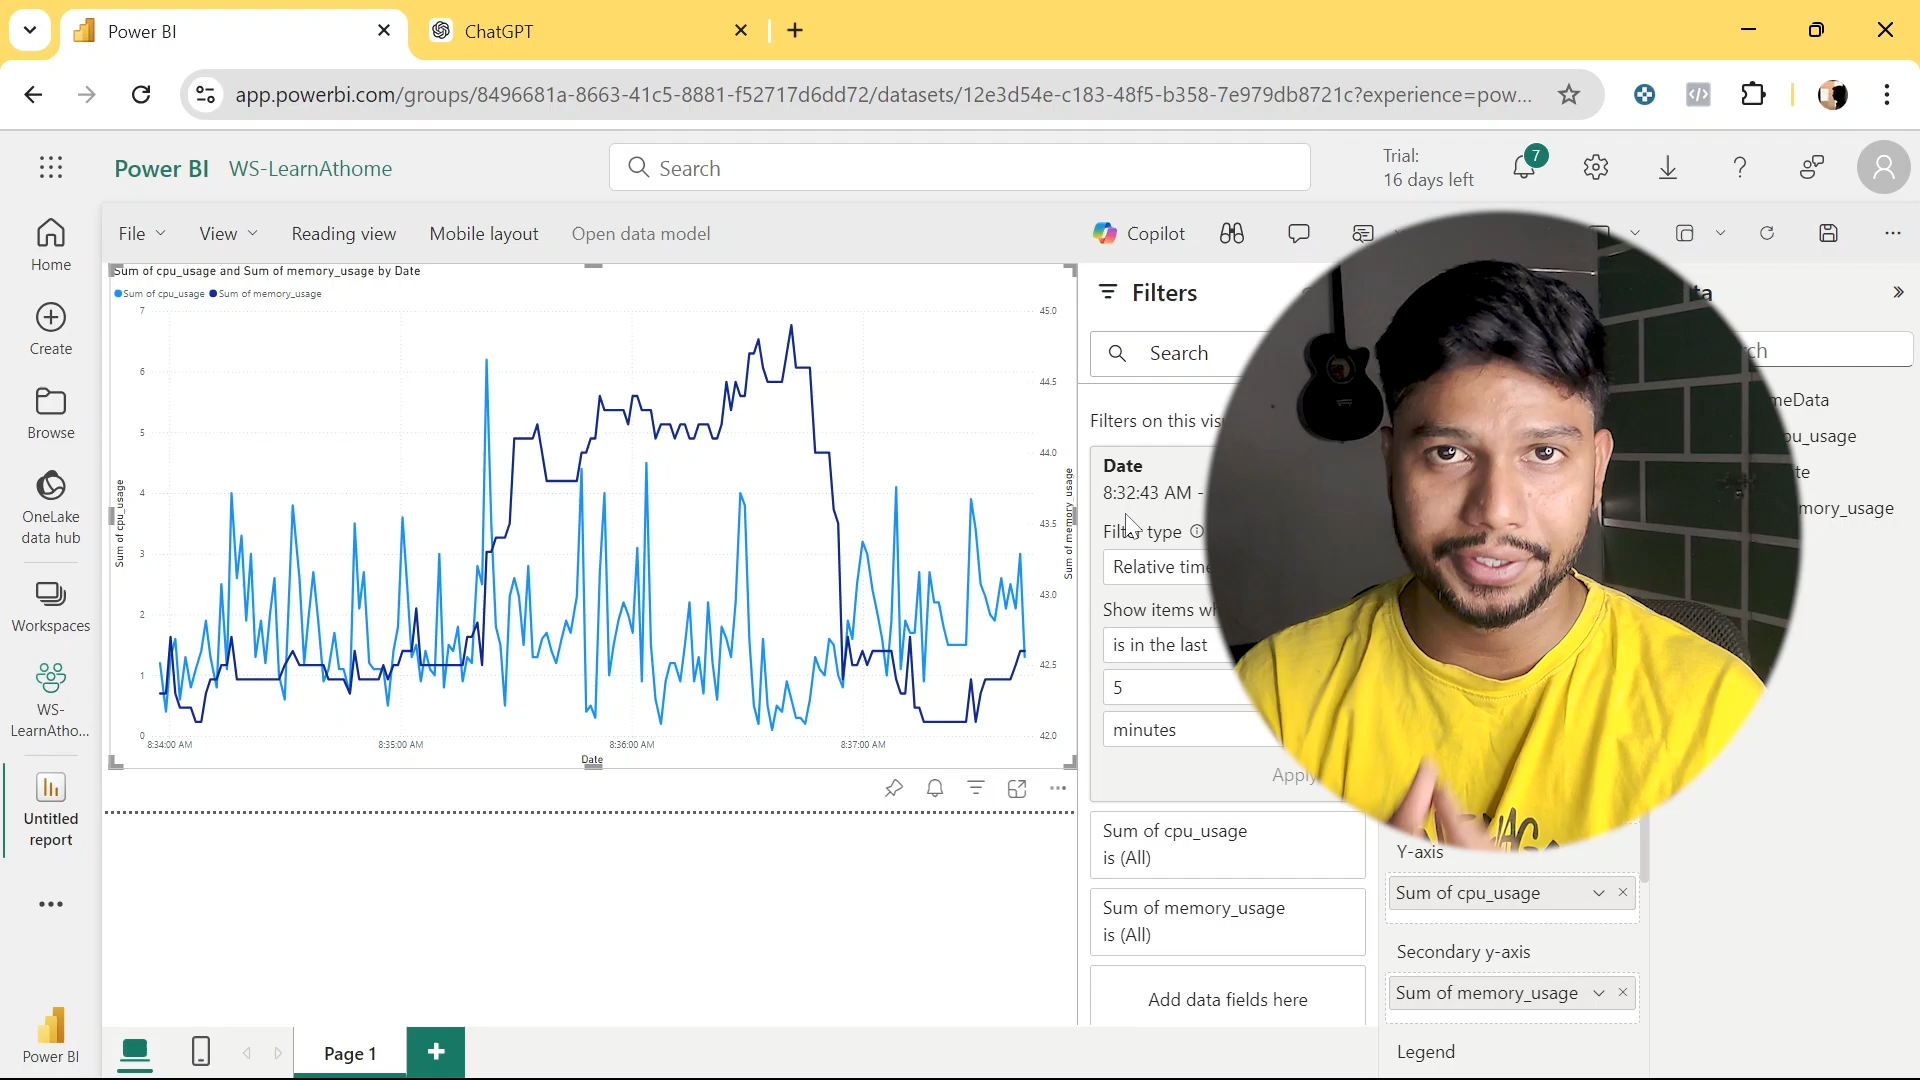 Power BI
ChatGPT
app.powerbi.com/groups/8496681a-8663-41c5-8881-f52717d6dd72/datasets/12e3d54e-c183-48f5-b358-7e979db8721c?experience=pow...
Power BI WS-LearnAthome
Search
Trial:
16 days left
7
File
View
Reading view
Mobile layout
Open data model
Copilot
Home
Create
Browse
OneLake
data hub
Workspaces
WS-
LearnAtho...
Untitled
report
Power BI
Sum of cpu_usage and Sum of memory_usage by Date
Sum of cpu_usage Sum of memory_usage
7
6
5
4
3
2
1
0
Sum of cpu_usage
45.0
44.5
44.0
43.5
43.0
42.5
42.0
Sum of memory_usage
8:34:00 AM
8:35:00 AM
8:36:00 AM
8:37:00 AM
Date
Filters
Search
Filters on this vis
Date
8:32:43 AM -
Filter type
Relative time
Show items wh
is in the last
5
minutes
Apply
Sum of cpu_usage
is (All)
Sum of memory_usage
is (All)
Add data fields here
ta
ch
meData
pu_usage
te
mory_usage
Y-axis
Sum of cpu_usage
Secondary y-axis
Sum of memory_usage
Legend
Page 1